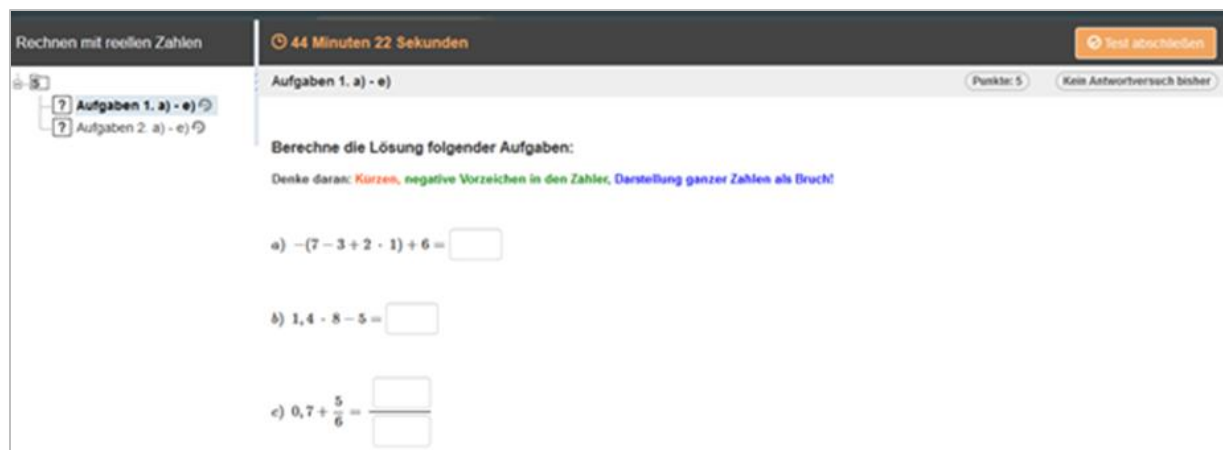 Rechnen mit reellen Zahlen
44 Minuten 22 Sekunden
Test abschließen
S
Aufgaben 1. a) - e)
Punkte: 5
Kein Antwortversuch bisher
? Aufgaben 1. a) - e)
? Aufgaben 2. a) - e)
Berechne die Lösung folgender Aufgaben:
Denke daran: Kürzen, negative Vorzeichen in den Zähler, Darstellung ganzer Zahlen als Bruch!
a) −(7 − 3 + 2 · 1) + 6 =
b) 1,4 · 8 − 5 =
c) 0,7 + 5/6 =